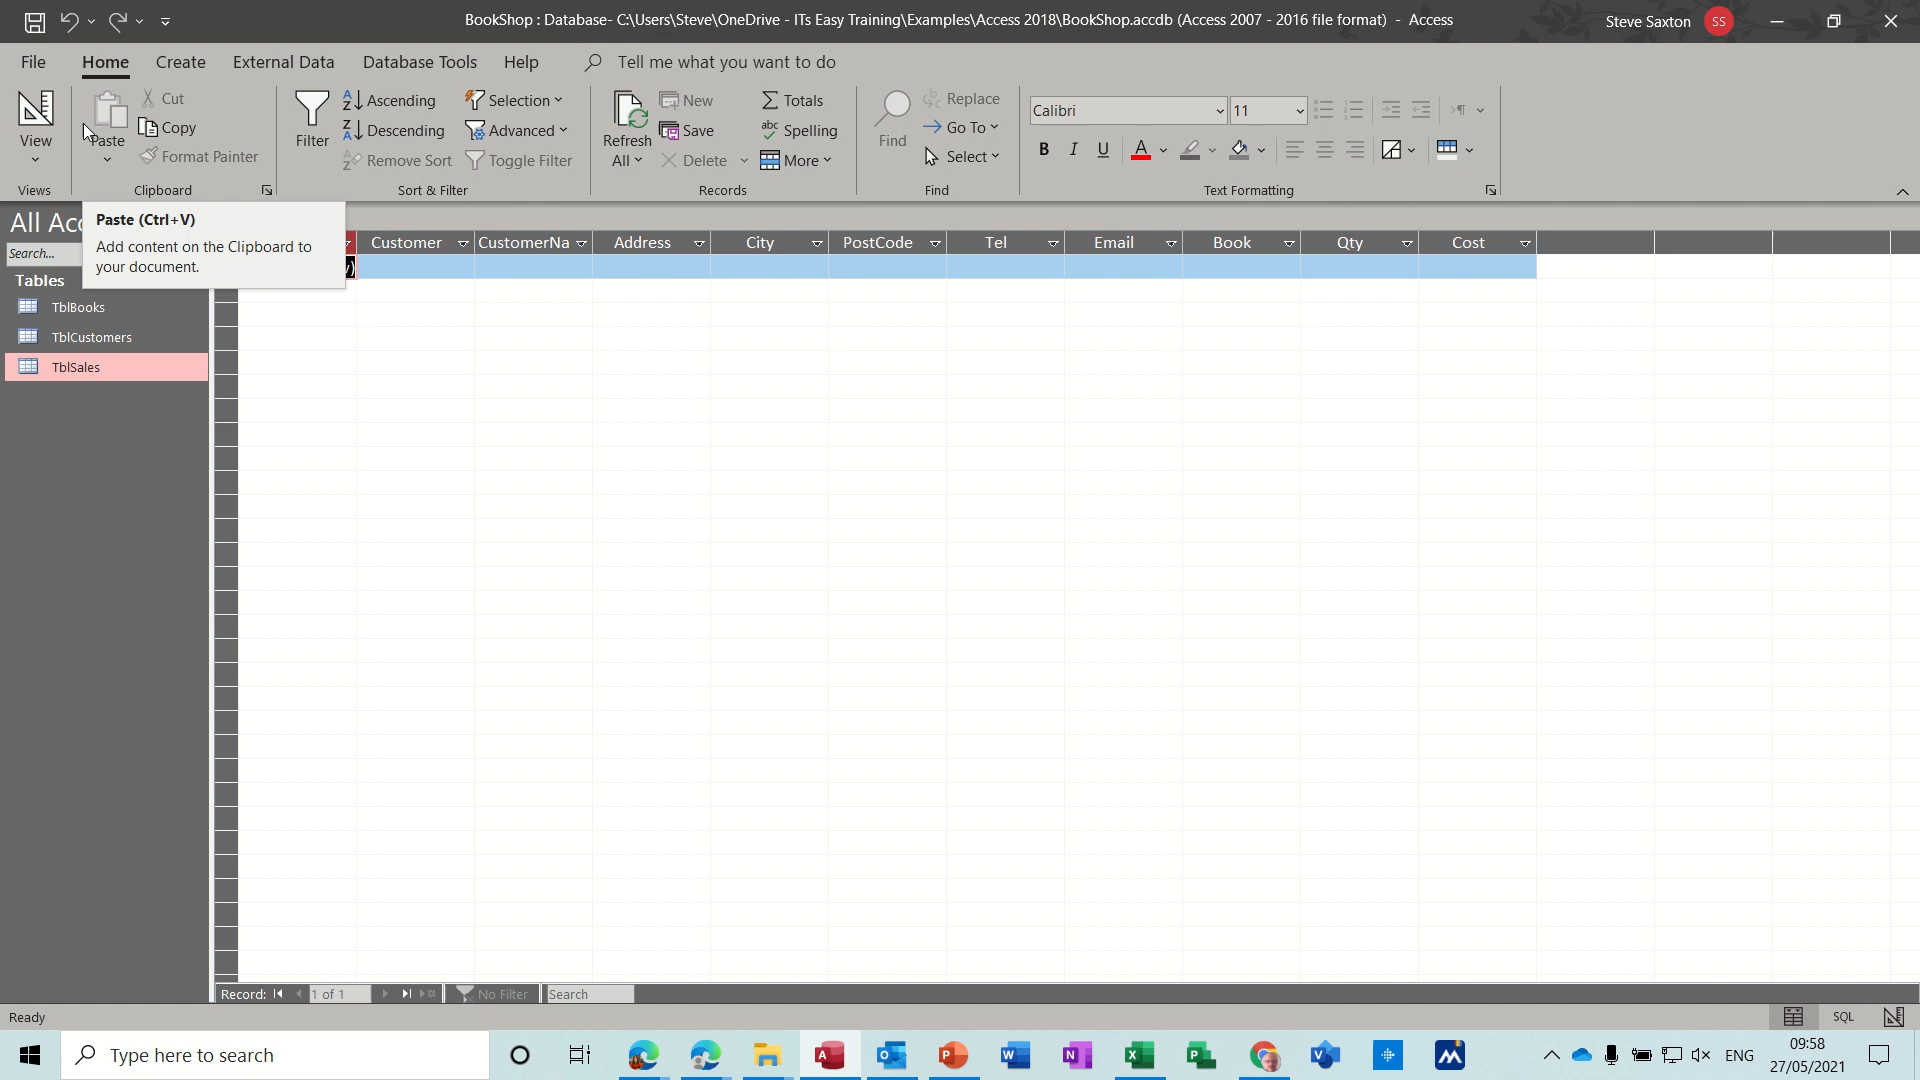 BookShop : Database- C:\Users\Steve\OneDrive - ITs Easy Training\Examples\Access 2018\BookShop.accdb (Access 2007 - 2016 file format) - Access
Steve Saxton
SS
File
Home
Create
External Data
Database Tools
Help
Tell me what you want to do
View
Views
Paste
Cut
Copy
Format Painter
Clipboard
Filter
Ascending
Descending
Remove Sort
Selection
Advanced
Toggle Filter
Sort & Filter
Refresh
All
New
Save
Delete
Totals
Spelling
More
Records
Find
Replace
Go To
Select
Find
Calibri
11
B
I
U
Text Formatting
All Acc
Search...
Paste (Ctrl+V)
Add content on the Clipboard to
your document.
Tables
TblBooks
TblCustomers
TblSales
Customer
CustomerNa
Address
City
PostCode
Tel
Email
Book
Qty
Cost
Record:
1 of 1
No Filter
Search
Ready
SQL
Type here to search
ENG
09:58
27/05/2021